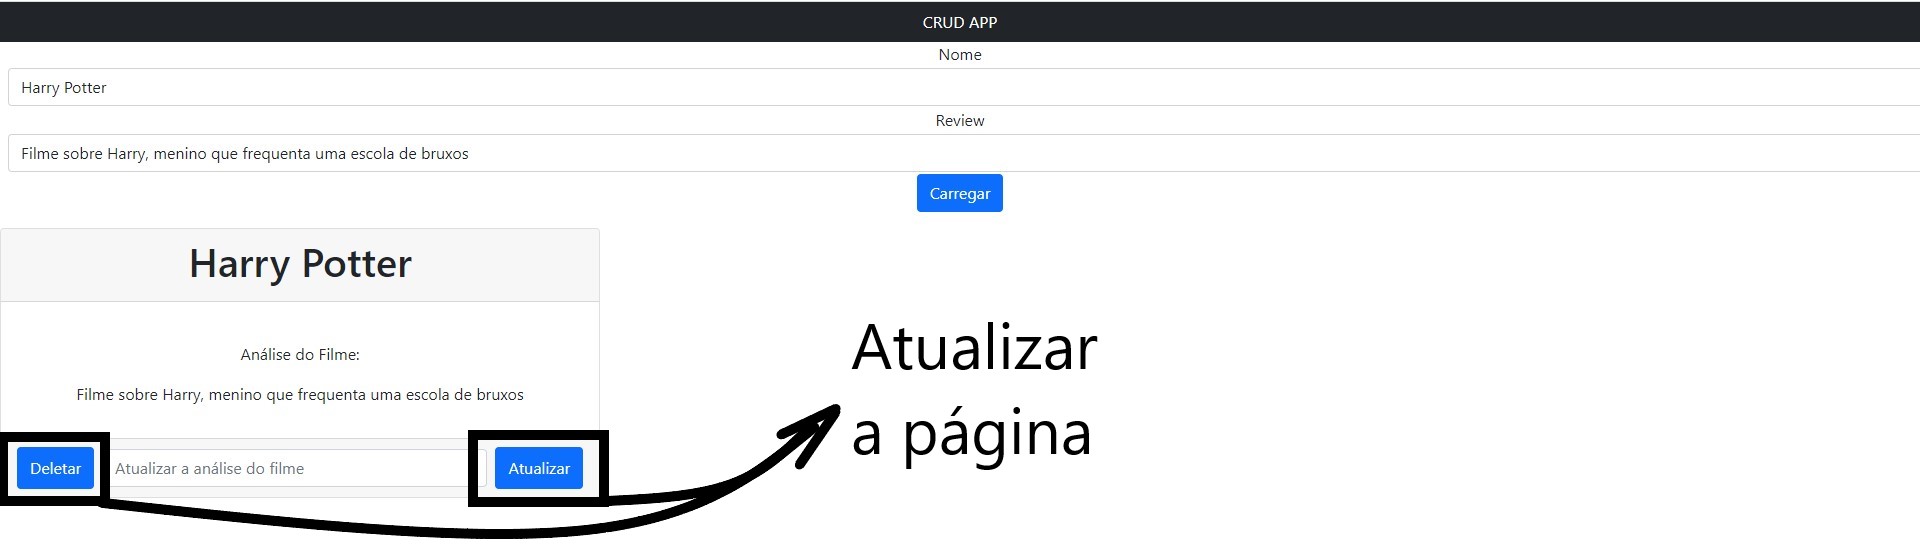 CRUD APP
Nome
Harry Potter
Review
Filme sobre Harry, menino que frequenta uma escola de bruxos
Carregar
Harry Potter
Análise do Filme:
Filme sobre Harry, menino que frequenta uma escola de bruxos
Deletar
Atualizar a análise do filme
Atualizar
Atualizar
a página